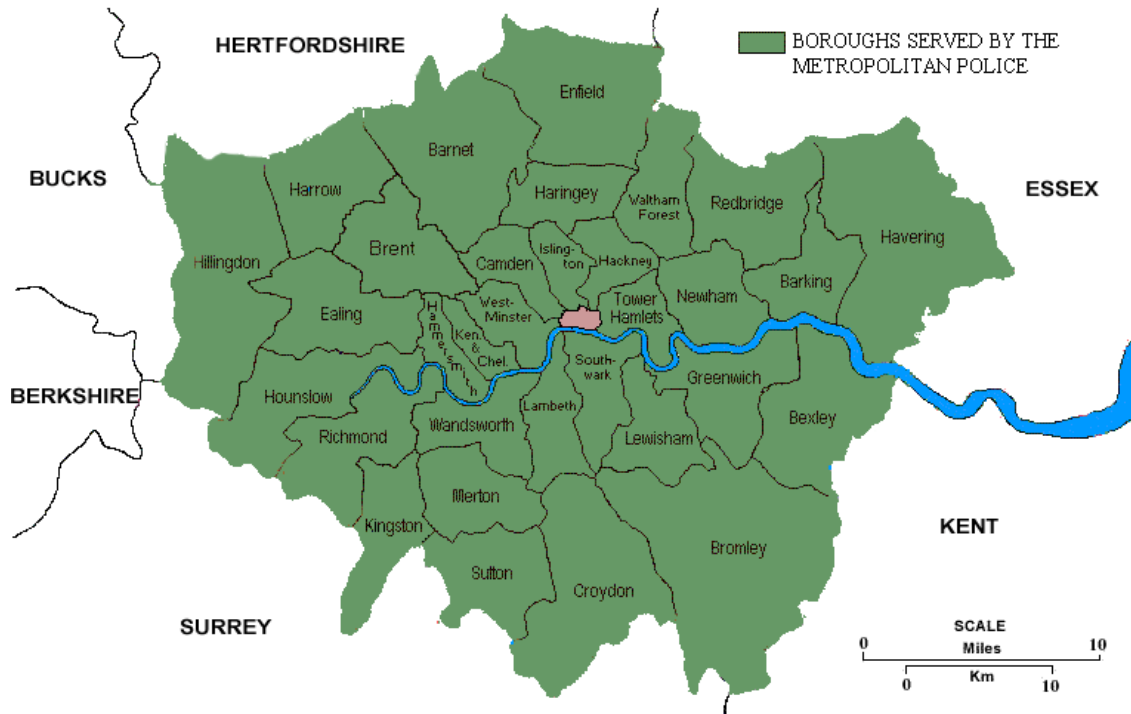 HERTFORDSHIRE
BOROUGHS SERVED BY THE
METROPOLITAN POLICE
Enfield
Barnet
BUCKS
Harrow
Haringey
Waltham
Forest
Redbridge
ESSEX
Havering
Brent
Hillingdon
Camden
Isling-
ton
Hackney
Barking
Newham
Ealing
Hammersmith
West-
Minster
Tower
Hamlets
Ken.
&
Chel.
South-
wark
Greenwich
BERKSHIRE
Hounslow
Lambeth
Bexley
Richmond
Wandsworth
Lewisham
Merton
Kingston
KENT
Bromley
Sutton
Croydon
SURREY
SCALE
0 Miles 10
Km
0 10